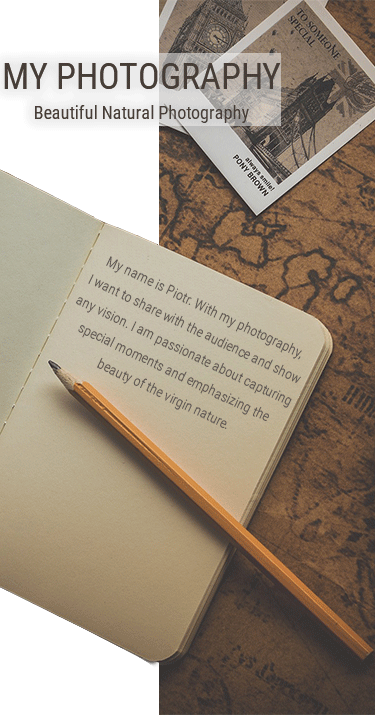 TO SOMEONE
SPECIAL
MY PHOTOGRAPHY
Beautiful Natural Photography
always smile!
PONY BROWN
My name is Piotr. With my photography,
I want to share with the audience and show
any vision. I am passionate about capturing
special moments and emphasizing the
beauty of the virgin nature.